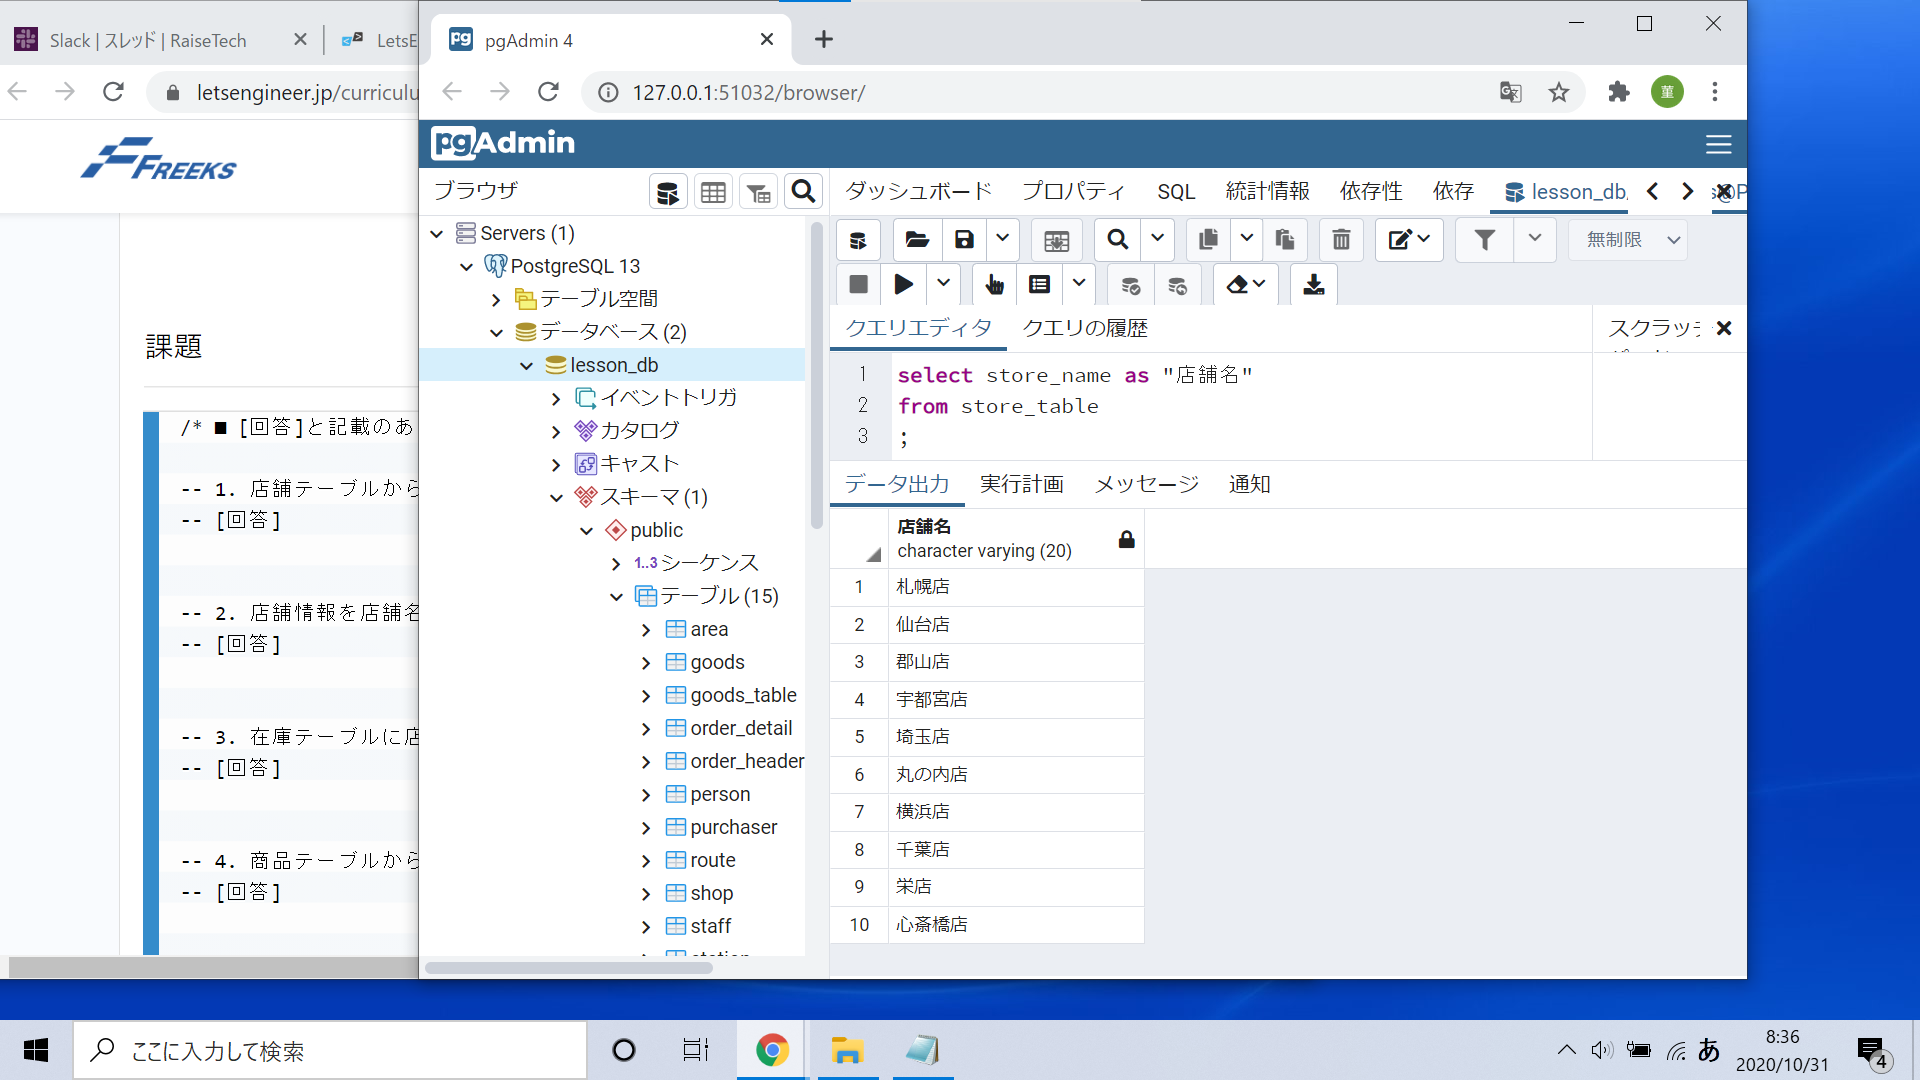 Slack | スレッド | RaiseTech
LetsE
letsengineer.jp/curriculu
FREEKS
課題
/* ■ [回答]と記載のあ
-- 1. 店舗テーブルから
-- [回答]
-- 2. 店舗情報を店舗名
-- [回答]
-- 3. 在庫テーブルに店
-- [回答]
-- 4. 商品テーブルから
-- [回答]
pgAdmin 4
127.0.0.1:51032/browser/
菫
pgAdmin
ブラウザ
Servers (1)
PostgreSQL 13
テーブル空間
データベース (2)
lesson_db
イベントトリガ
カタログ
キャスト
スキーマ (1)
public
1..3 シーケンス
テーブル (15)
area
goods
goods_table
order_detail
order_header
person
purchaser
route
shop
staff
ダッシュボード プロパティ SQL 統計情報 依存性 依存 lesson_db,
無制限
クエリエディタ クエリの履歴
スクラッチ
1 select store_name as "店舗名"
2 from store_table
3 ;
データ出力 実行計画 メッセージ 通知
店舗名
character varying (20)
1 札幌店
2 仙台店
3 郡山店
4 宇都宮店
5 埼玉店
6 丸の内店
7 横浜店
8 千葉店
9 栄店
10 心斎橋店
ここに入力して検索
あ
8:36
2020/10/31
4